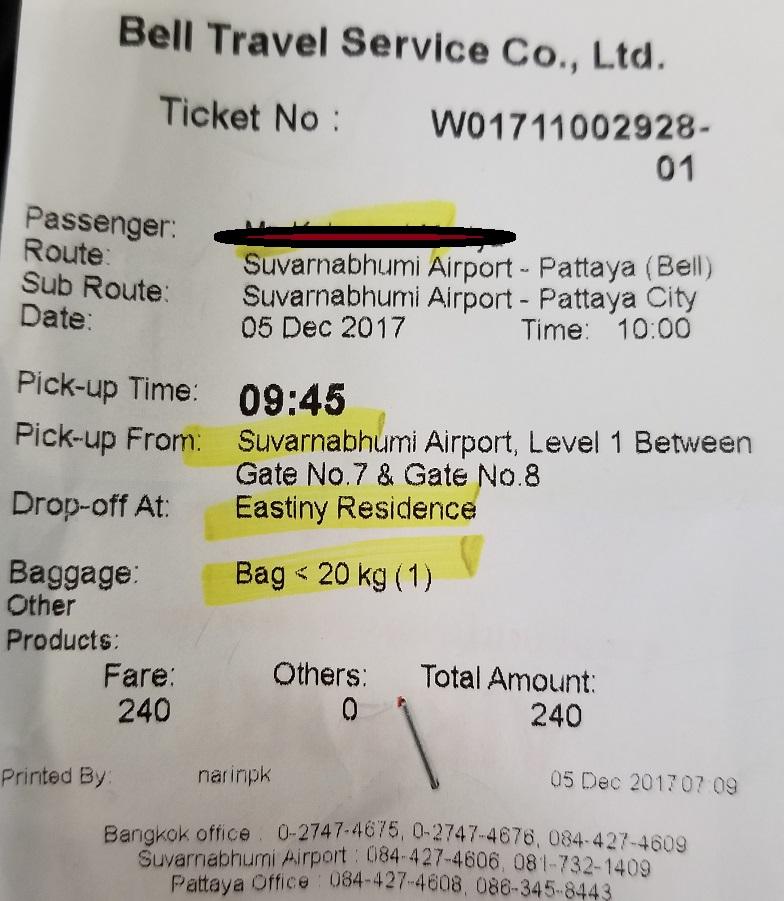 Bell Travel Service Co., Ltd.
Ticket No : W01711002928-
01
Passenger:
Route: Suvarnabhumi Airport - Pattaya (Bell)
Sub Route: Suvarnabhumi Airport - Pattaya City
Date: 05 Dec 2017 Time: 10:00
Pick-up Time: 09:45
Pick-up From: Suvarnabhumi Airport, Level 1 Between
Gate No.7 & Gate No.8
Drop-off At: Eastiny Residence
Baggage: Bag < 20 kg (1)
Other
Products:
Fare: Others: Total Amount:
240 0 240
Printed By: narinpk 05 Dec 2017 07:09
Bangkok office : 0-2747-4675, 0-2747-4676, 084-427-4609
Suvarnabhumi Airport : 084-427-4606, 081-732-1409
Pattaya Office : 084-427-4608, 086-345-8443